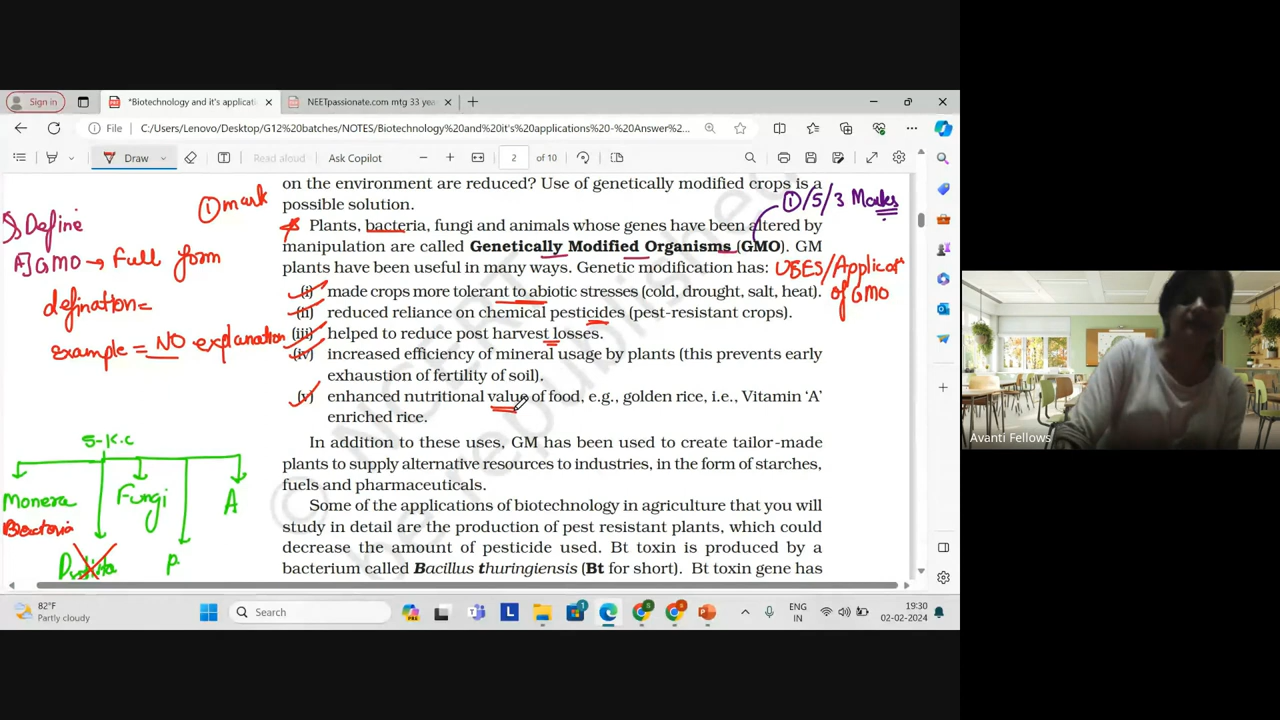 Sign in
*Biotechnology and it's applicati
NEETpassionate.com mtg 33 yea
File
C:/Users/Lenovo/Desktop/G12%20batches/NOTES/Biotechnology%20and%20it's%20applications%20-%20Answer%2...
Draw
Read aloud
Ask Copilot
2
of 10
on the environment are reduced? Use of genetically modified crops is a
possible solution.
① mark
①/5/3 Marks
Define
Plants, bacteria, fungi and animals whose genes have been altered by
manipulation are called Genetically Modified Organisms (GMO). GM
plants have been useful in many ways. Genetic modification has:
A] GMO → Full form
USES/Applicat
of GMO
(i) made crops more tolerant to abiotic stresses (cold, drought, salt, heat).
defination=
(ii) reduced reliance on chemical pesticides (pest-resistant crops).
(iii) helped to reduce post harvest losses.
example = NO explanation
(iv) increased efficiency of mineral usage by plants (this prevents early
exhaustion of fertility of soil).
(v) enhanced nutritional value of food, e.g., golden rice, i.e., Vitamin 'A'
enriched rice.
5-K.C
In addition to these uses, GM has been used to create tailor-made
plants to supply alternative resources to industries, in the form of starches,
fuels and pharmaceuticals.
Monera
Fungi
A
Bacteria
P
Some of the applications of biotechnology in agriculture that you will
study in detail are the production of pest resistant plants, which could
decrease the amount of pesticide used. Bt toxin is produced by a
bacterium called Bacillus thuringiensis (Bt for short). Bt toxin gene has
© NCERT
be republished
Avanti Fellows
82°F
Partly cloudy
Search
ENG
IN
19:30
02-02-2024